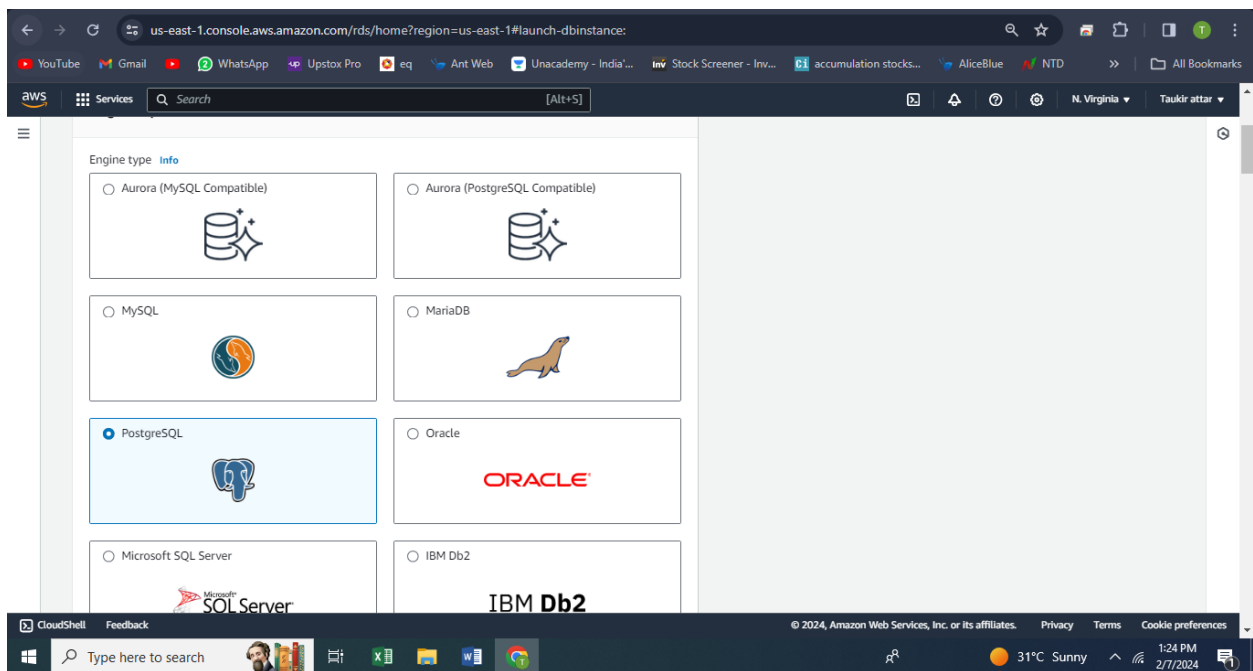 us-east-1.console.aws.amazon.com/rds/home?region=us-east-1#launch-dbinstance:
T
YouTube Gmail WhatsApp up Upstox Pro eq Ant Web Unacademy - India'... inv Stock Screener - Inv... Ci accumulation stocks... AliceBlue NTD » All Bookmarks
aws Services Search [Alt+S] N. Virginia ▼ Taukir attar ▼
Engine type Info
Aurora (MySQL Compatible) Aurora (PostgreSQL Compatible)
MySQL MariaDB
PostgreSQL Oracle
ORACLE
Microsoft SQL Server IBM Db2
Microsoft
SQL Server IBM Db2
CloudShell Feedback © 2024, Amazon Web Services, Inc. or its affiliates. Privacy Terms Cookie preferences
Type here to search 31°C Sunny 1:24 PM
2/7/2024